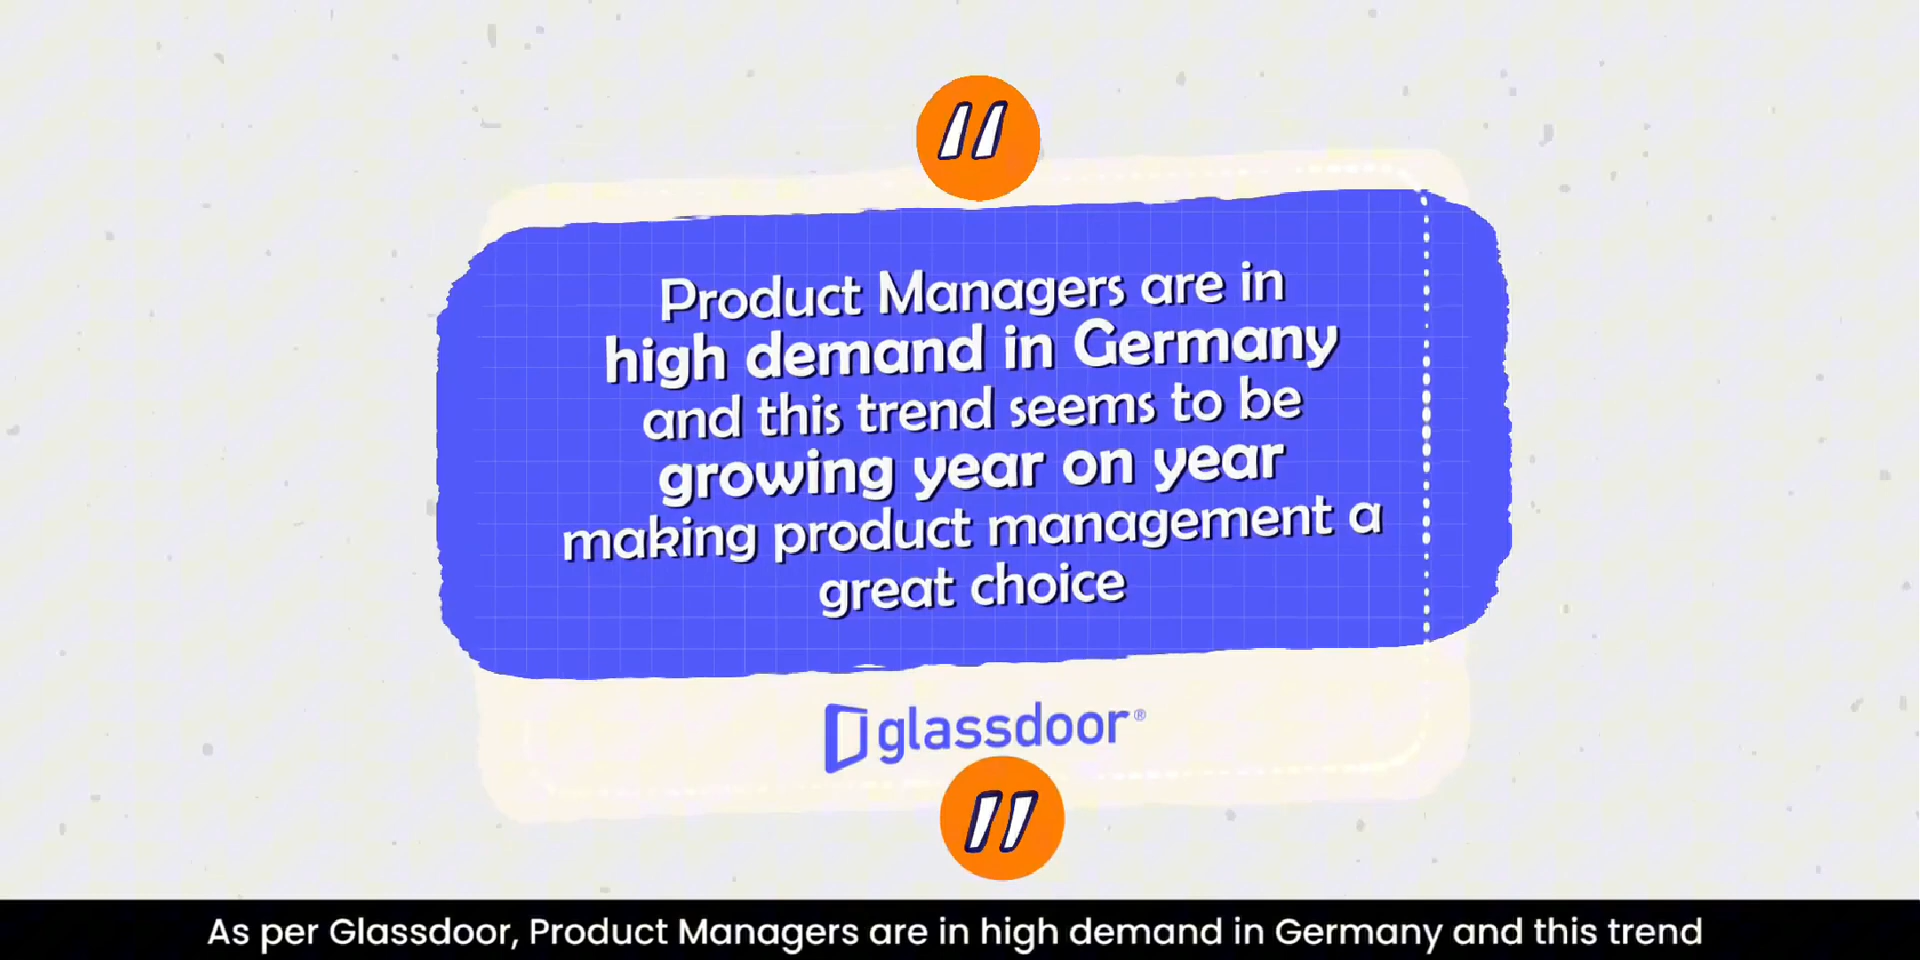 "
Product Managers are in
high demand in Germany
and this trend seems to be
growing year on year
making product management a
great choice
glassdoor®
"
As per Glassdoor, Product Managers are in high demand in Germany and this trend